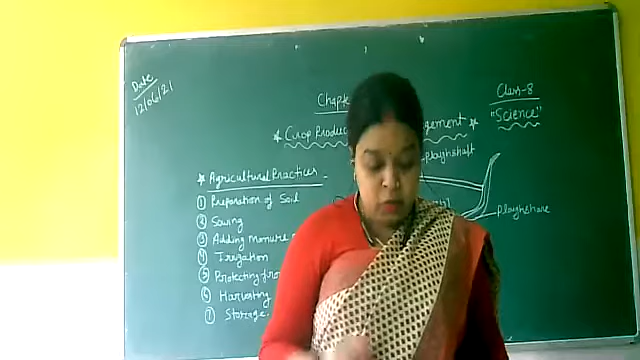 Date
12/06/21
Class-8
"Science"
Chapte
* Crop Produc gement *
* Agricultural Practices -
① Preparation of Soil
② Sowing
③ Adding Manure
④ Irrigation
⑤ Protecting fro
⑥ Harvesting
⑦ Storage.
Ploughshaft
Ploughshare